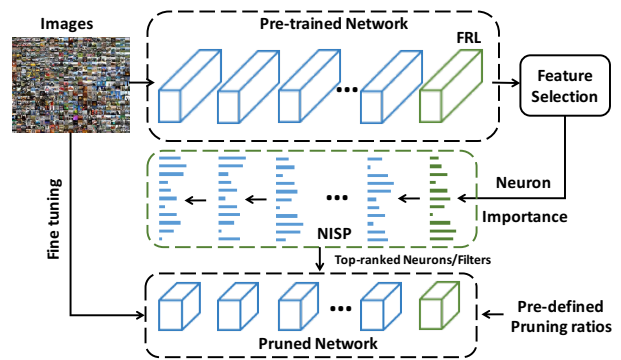 Images
Pre-trained Network
FRL
Feature
Selection
Fine tuning
Neuron
Importance
NISP
Top-ranked Neurons/Filters
Pre-defined
Pruning ratios
Pruned Network